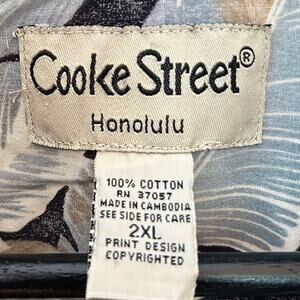 Cooke Street®
Honolulu
100% COTTON
RN 37057
MADE IN CAMBODIA
SEE SIDE FOR CARE
2XL
PRINT DESIGN
COPYRIGHTED